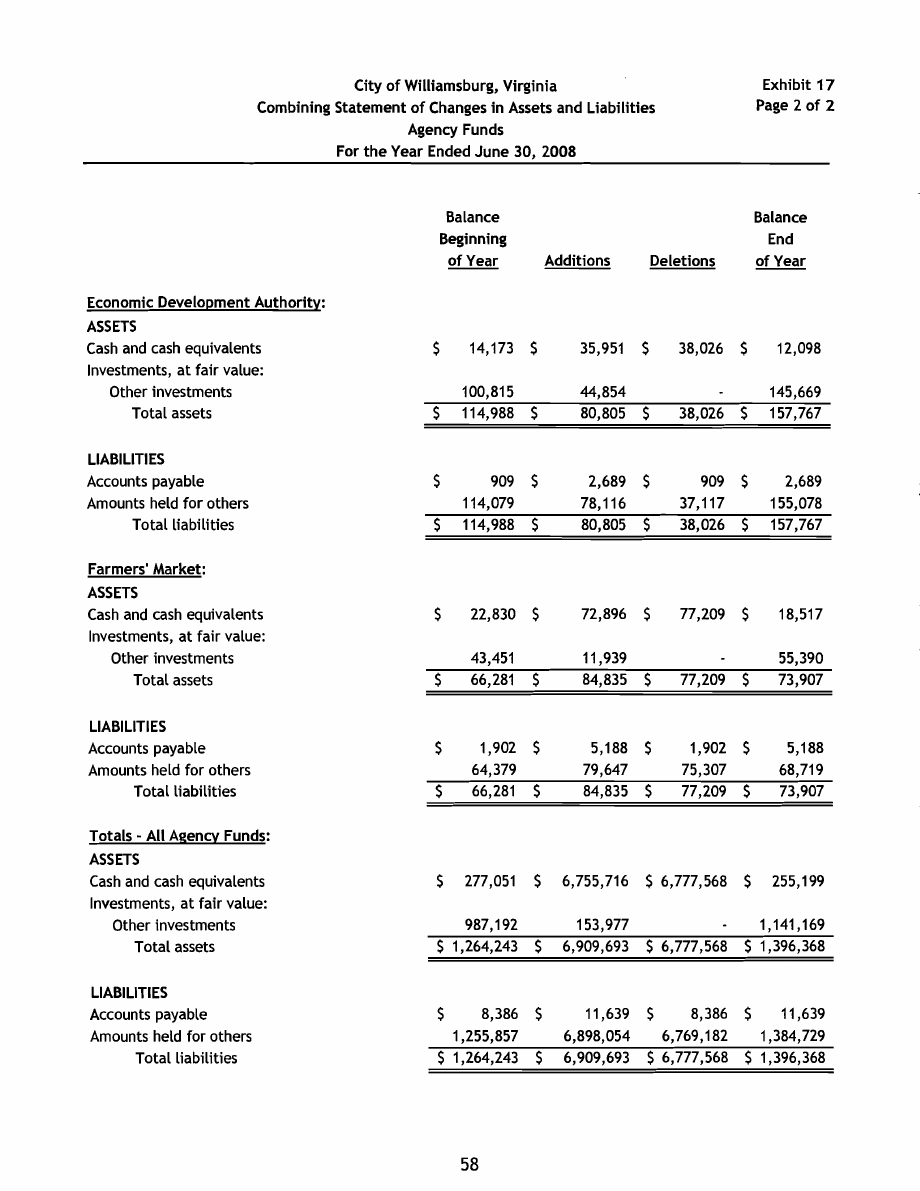 City of Williamsburg, Virginia Exhibit 17
Combining Statement of Changes in Assets and Liabilities Page 2 of 2
Agency Funds
For the Year Ended June 30, 2008
Balance Balance
Beginning End
of Year Additions Deletions of Year
Economic Development Authority:
ASSETS
Cash and cash equivalents $ 14,173 $ 35,951 $ 38,026 $ 12,098
Investments, at fair value:
Other investments 100,815 44,854 - 145,669
Total assets $ 114,988 $ 80,805 $ 38,026 $ 157,767
LIABILITIES
Accounts payable $ 909 $ 2,689 $ 909 $ 2,689
Amounts held for others 114,079 78,116 37,117 155,078
Total liabilities $ 114,988 $ 80,805 $ 38,026 $ 157,767
Farmers' Market:
ASSETS
Cash and cash equivalents $ 22,830 $ 72,896 $ 77,209 $ 18,517
Investments, at fair value:
Other investments 43,451 11,939 - 55,390
Total assets $ 66,281 $ 84,835 $ 77,209 $ 73,907
LIABILITIES
Accounts payable $ 1,902 $ 5,188 $ 1,902 $ 5,188
Amounts held for others 64,379 79,647 75,307 68,719
Total liabilities $ 66,281 $ 84,835 $ 77,209 $ 73,907
Totals - All Agency Funds:
ASSETS
Cash and cash equivalents $ 277,051 $ 6,755,716 $ 6,777,568 $ 255,199
Investments, at fair value:
Other investments 987,192 153,977 - 1,141,169
Total assets $ 1,264,243 $ 6,909,693 $ 6,777,568 $ 1,396,368
LIABILITIES
Accounts payable $ 8,386 $ 11,639 $ 8,386 $ 11,639
Amounts held for others 1,255,857 6,898,054 6,769,182 1,384,729
Total liabilities $ 1,264,243 $ 6,909,693 $ 6,777,568 $ 1,396,368
58